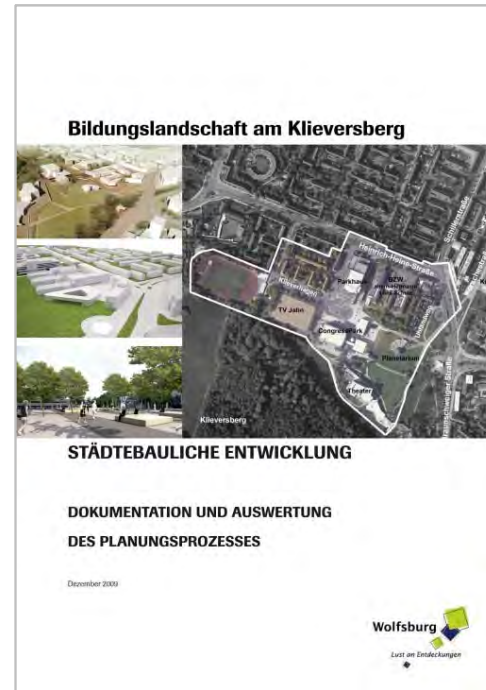 Bildungslandschaft am Klieversberg
Heinrich-Heine-Straße
Schillerstraße
Parkhaus
BZW
TV Jahn
CongressPark
Planetarium
Theater
Klieversberg
STÄDTEBAULICHE ENTWICKLUNG
DOKUMENTATION UND AUSWERTUNG
DES PLANUNGSPROZESSES
Dezember 2009
Wolfsburg
Lust an Entdeckungen